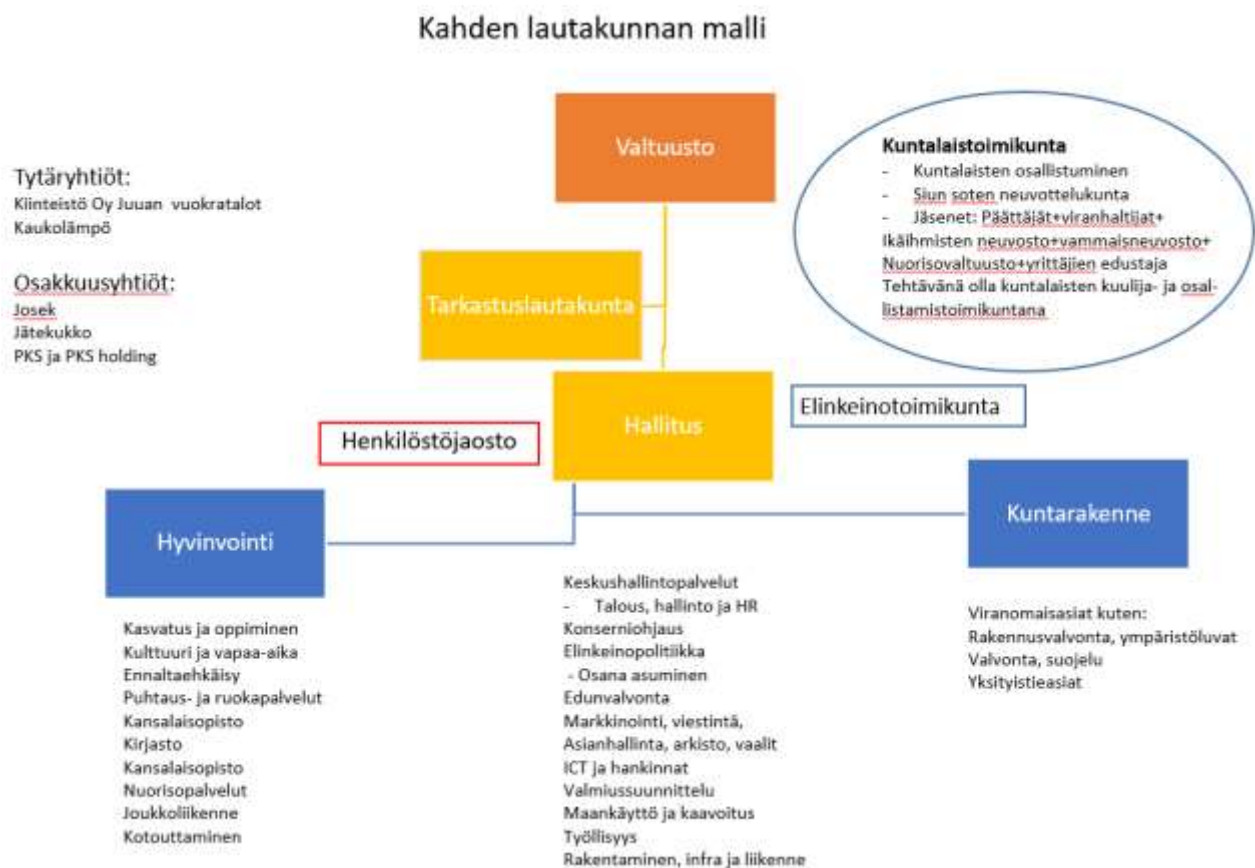 Kahden lautakunnan malli
Valtuusto
Kuntalaistoimikunta
- Kuntalaisten osallistuminen
- Siun soten neuvottelukunta
- Jäsenet: Päättäjät+viranhaltijat+
Ikäihmisten neuvosto+vammaisneuvosto+
Nuorisovaltuusto+yrittäjien edustaja
Tehtävänä olla kuntalaisten kuulija- ja osal-
listamistoimikuntana
Tytäryhtiöt:
Kiinteistö Oy Juuan vuokratalot
Kaukolämpö
Osakkuusyhtiöt:
Josek
Jätekukko
PKS ja PKS holding
Tarkastuslautakunta
Hallitus
Elinkeinotoimikunta
Henkilöstöjaosto
Hyvinvointi
Kuntarakenne
Kasvatus ja oppiminen
Kulttuuri ja vapaa-aika
Ennaltaehkäisy
Puhtaus- ja ruokapalvelut
Kansalaisopisto
Kirjasto
Kansalaisopisto
Nuorisopalvelut
Joukkoliikenne
Kotouttaminen
Keskushallintopalvelut
- Talous, hallinto ja HR
Konserniohjaus
Elinkeinopolitiikka
- Osana asuminen
Edunvalvonta
Markkinointi, viestintä,
Asianhallinta, arkisto, vaalit
ICT ja hankinnat
Valmiussuunnittelu
Maankäyttö ja kaavoitus
Työllisyys
Rakentaminen, infra ja liikenne
Viranomaisasiat kuten:
Rakennusvalvonta, ympäristöluvat
Valvonta, suojelu
Yksityistieasiat